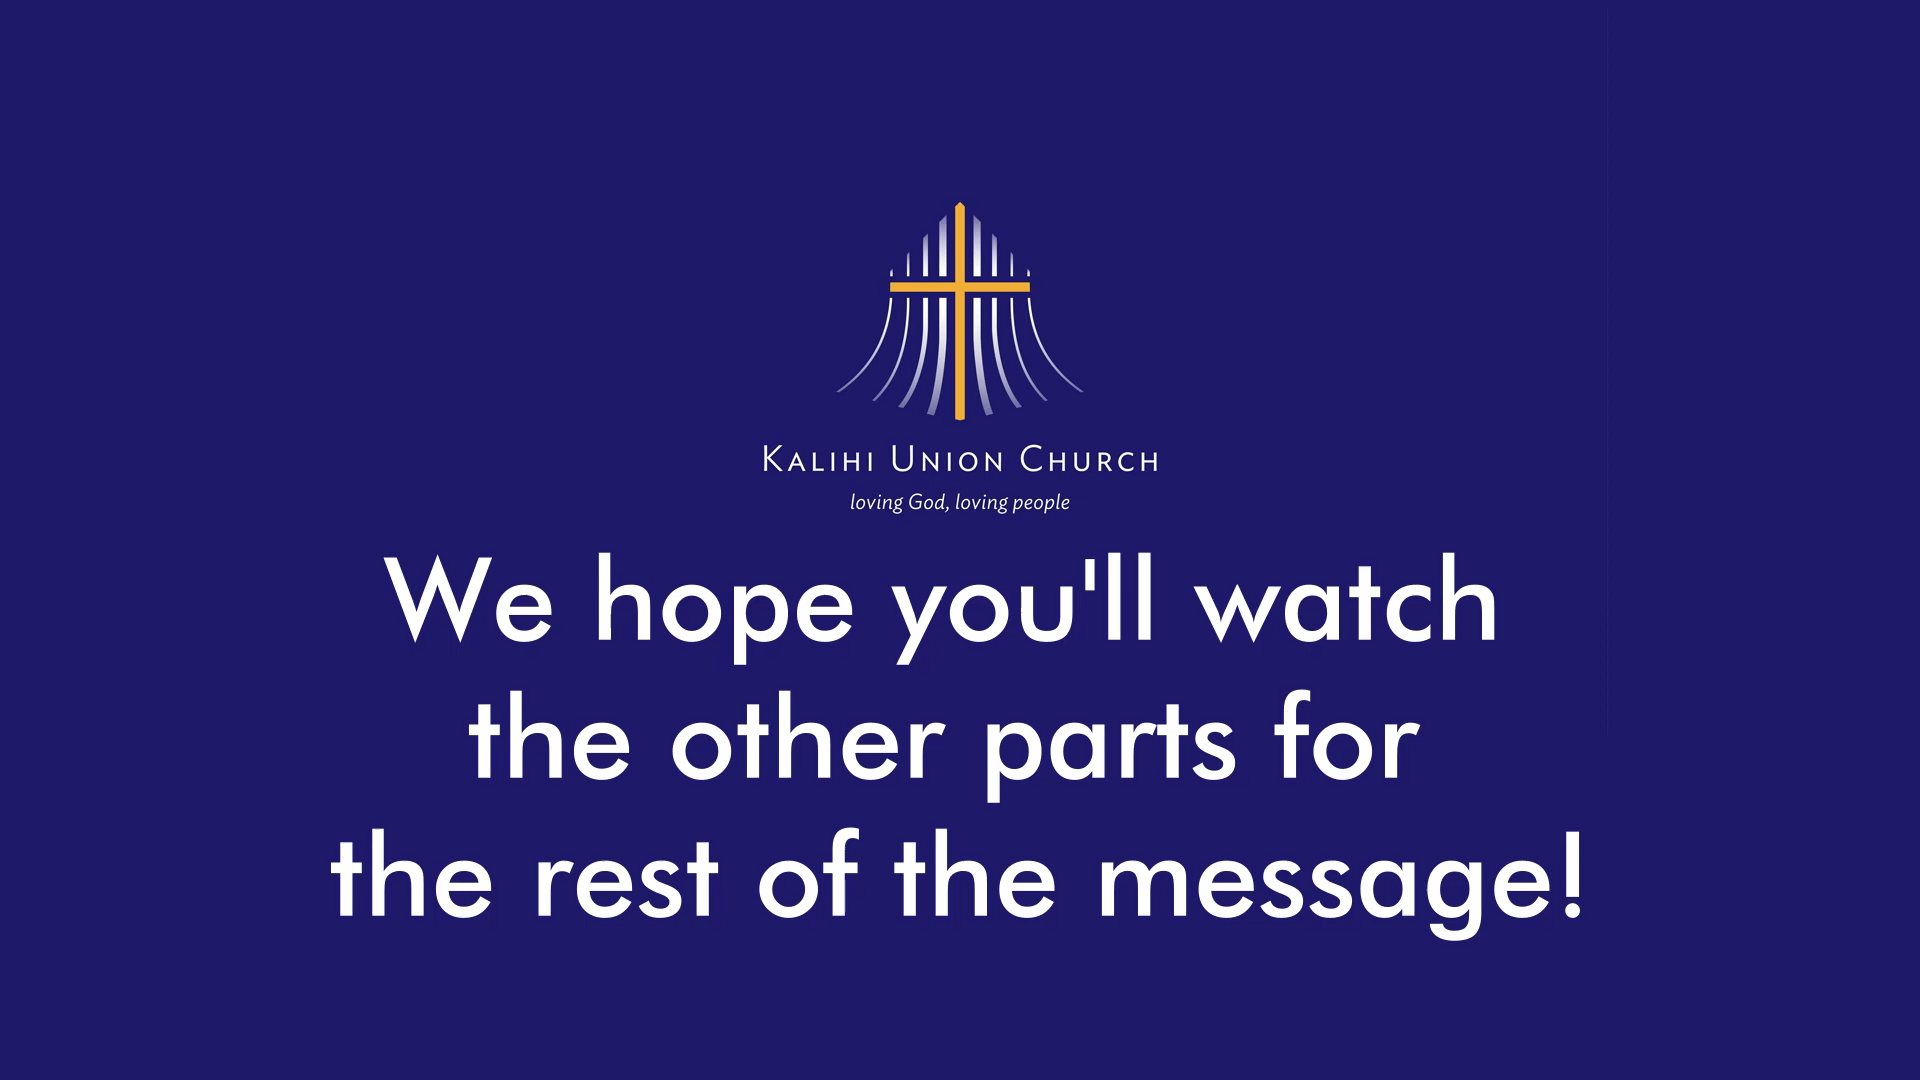 Kalihi Union Church
loving God, loving people
We hope you'll watch
the other parts for
the rest of the message!